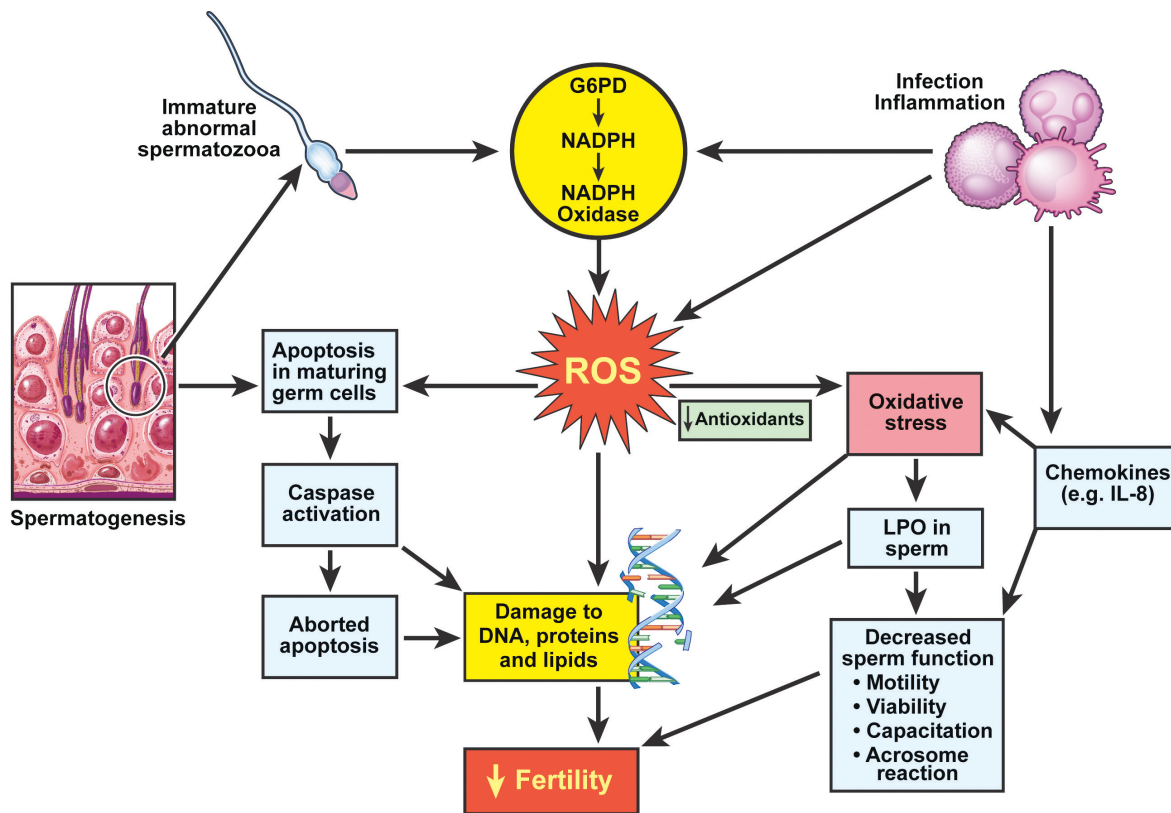 Immature
abnormal
spermatozooa
G6PD
NADPH
NADPH
Oxidase
Infection
Inflammation
Spermatogenesis
Apoptosis
in maturing
germ cells
ROS
↓ Antioxidants
Oxidative
stress
Chemokines
(e.g. IL-8)
Caspase
activation
LPO in
sperm
Aborted
apoptosis
Damage to
DNA, proteins
and lipids
Decreased
sperm function
• Motility
• Viability
• Capacitation
• Acrosome
reaction
↓ Fertility